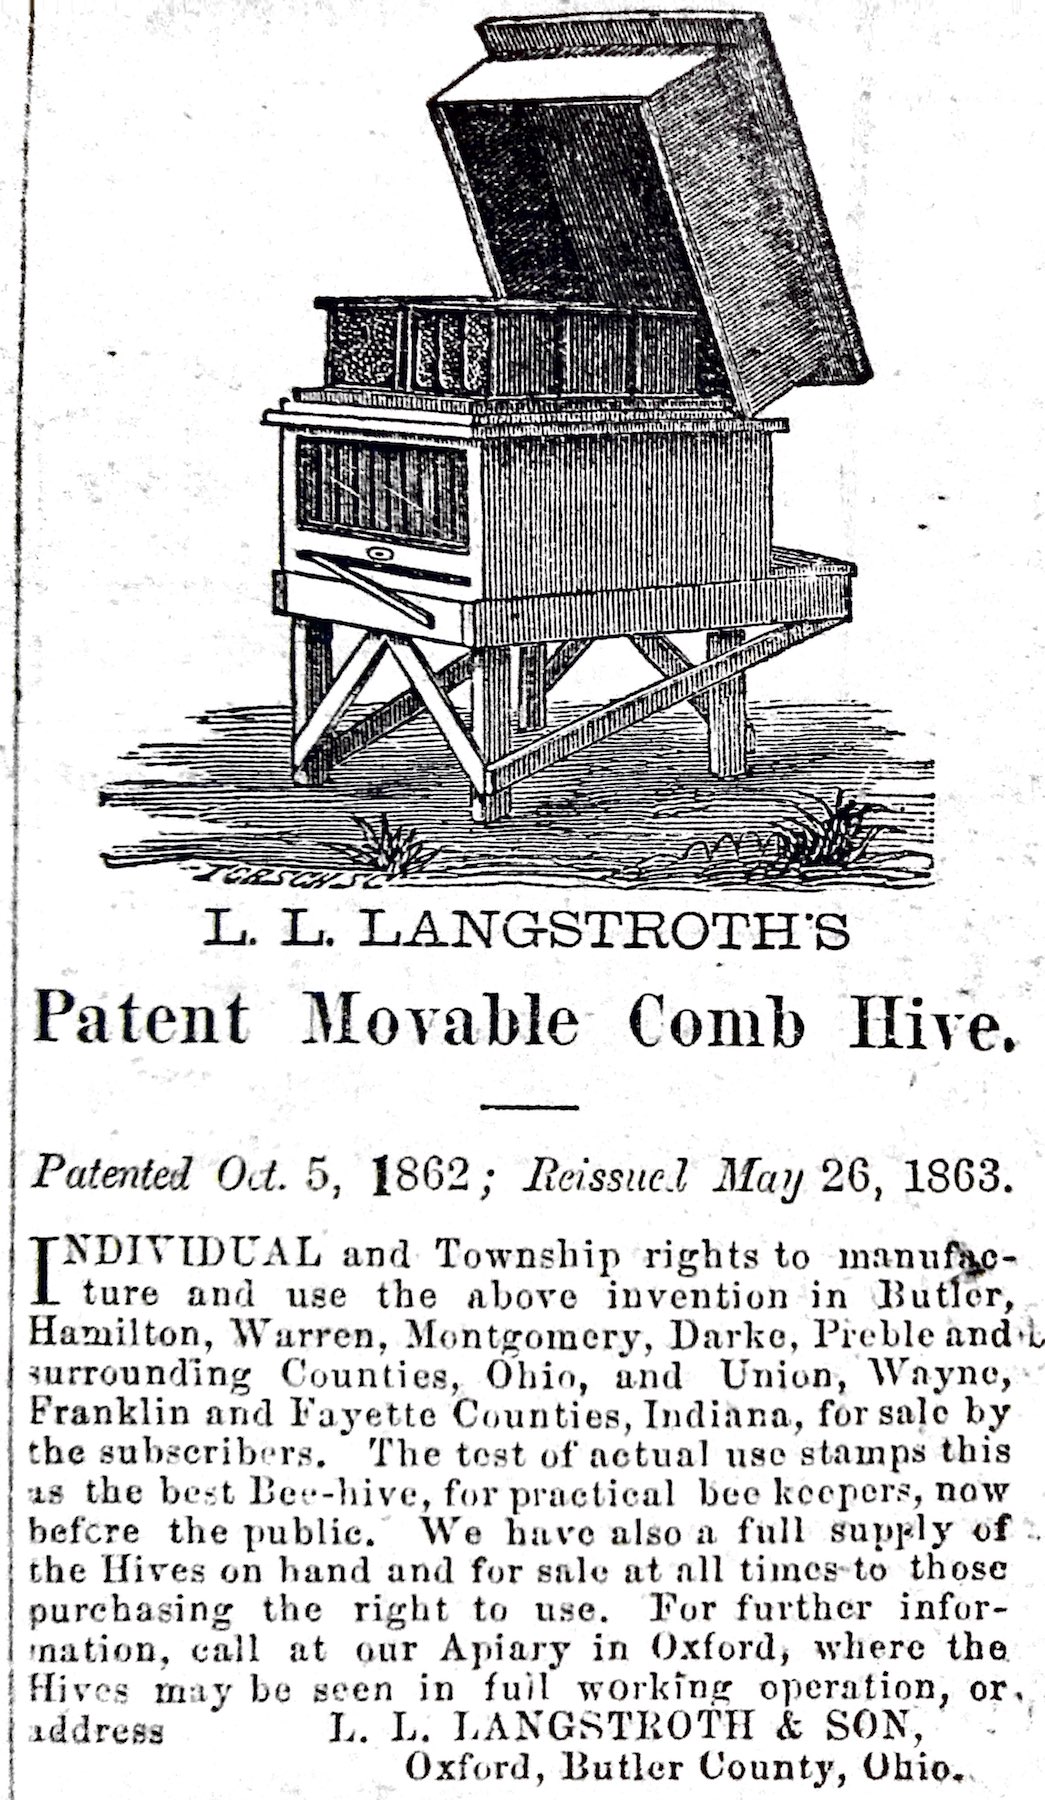 TORSCH SC
L. L. LANGSTROTH'S
Patent Movable Comb Hive.
Patented Oct. 5, 1862; Reissued May 26, 1863.
INDIVIDUAL and Township rights to manufac-
ture and use the above invention in Butler,
Hamilton, Warren, Montgomery, Darke, Preble and
surrounding Counties, Ohio, and Union, Wayne,
Franklin and Fayette Counties, Indiana, for sale by
the subscribers. The test of actual use stamps this
as the best Bee-hive, for practical bee keepers, now
before the public. We have also a full supply of
the Hives on hand and for sale at all times to those
purchasing the right to use. For further infor-
mation, call at our Apiary in Oxford, where the
Hives may be seen in full working operation, or
address L. L. LANGSTROTH & SON,
Oxford, Butler County, Ohio.